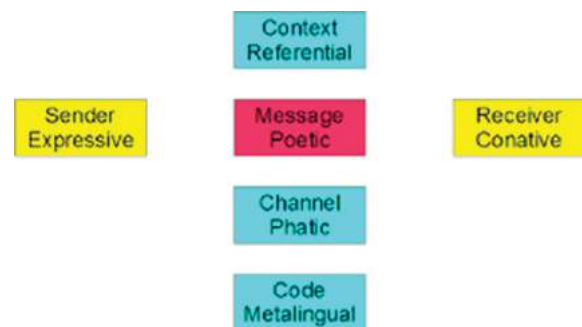 Context
Referential
Sender
Expressive
Message
Poetic
Receiver
Conative
Channel
Phatic
Code
Metalingual